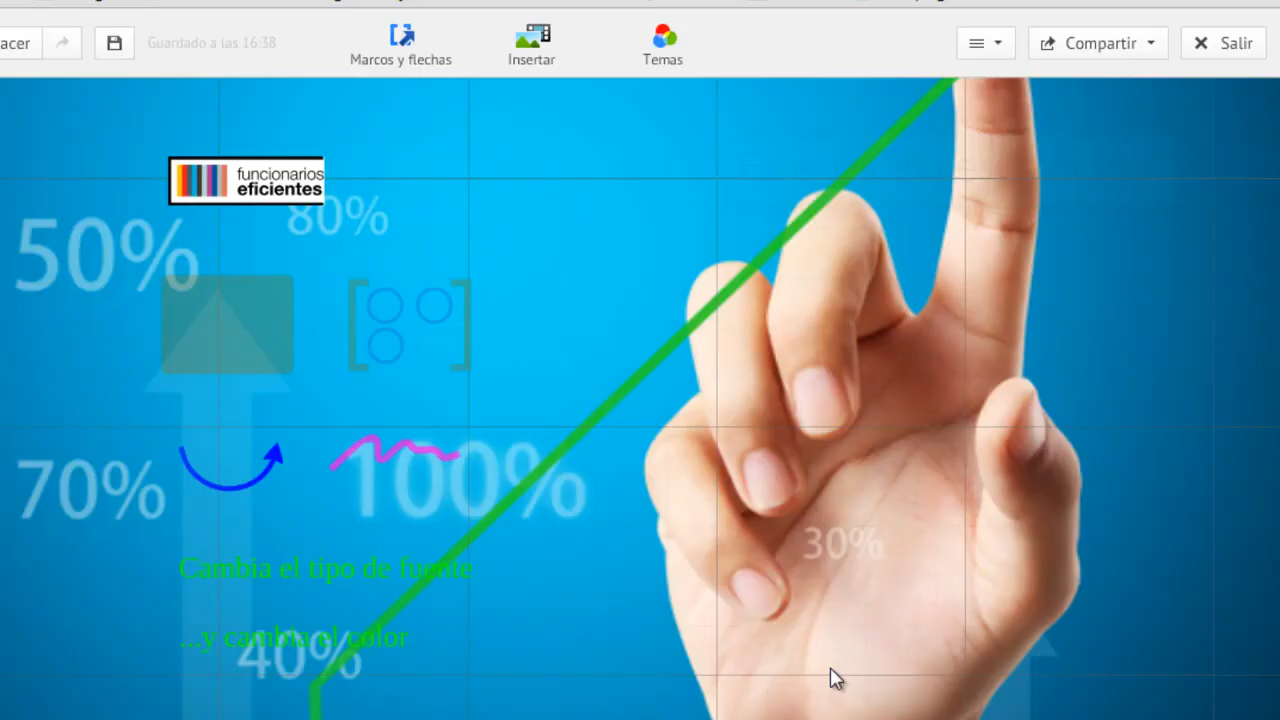 acer
Guardado a las 16:38
Marcos y flechas
Insertar
Temas
Compartir
Salir
funcionarios
eficientes
80%
50%
70%
100%
30%
Cambia el tipo de fuente
...y cambia el color
40%